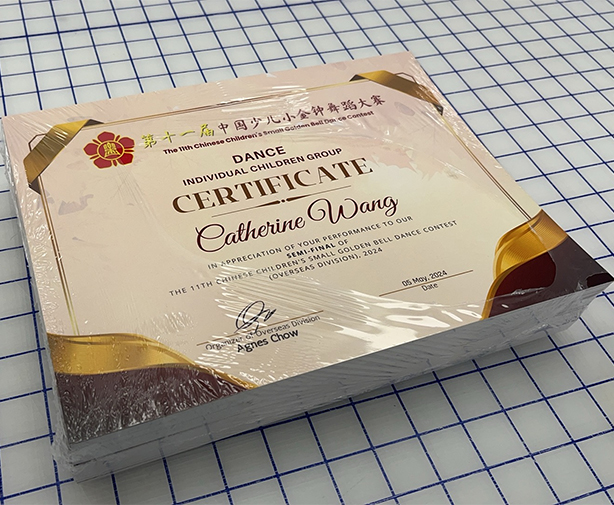 第十一届中国少儿小金钟舞蹈大赛
The 11th Chinese Children's Small Golden Bell Dance Contest
DANCE
INDIVIDUAL CHILDREN GROUP
CERTIFICATE
Catherine Wang
IN APPRECIATION OF YOUR PERFORMANCE TO OUR
SEMI-FINAL OF
THE 11TH CHINESE CHILDREN'S SMALL GOLDEN BELL DANCE CONTEST
(OVERSEAS DIVISION), 2024
05 May, 2024
Date
Organizer of Overseas Division
Agnes Chow